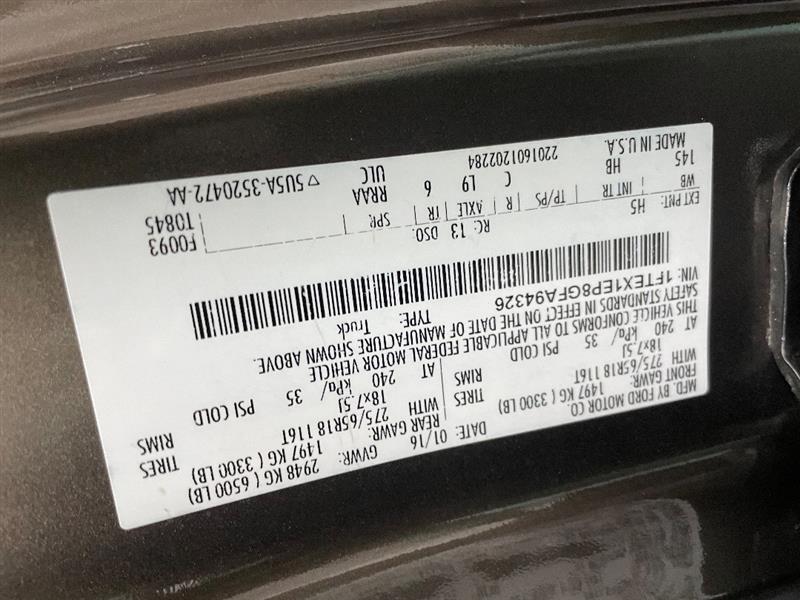 MFD. BY FORD MOTOR CO.
DATE: 01/16 GVWR: 2948 KG ( 6500 LB)
FRONT GAWR: 1497 KG ( 3300 LB) REAR GAWR: 1497 KG ( 3300 LB)
WITH 275/65R18 116T TIRES WITH 275/65R18 116T TIRES
18x7.5J RIMS 18x7.5J RIMS
AT 240 kPa/ 35 PSI COLD AT 240 kPa/ 35 PSI COLD
THIS VEHICLE CONFORMS TO ALL APPLICABLE FEDERAL MOTOR VEHICLE
SAFETY STANDARDS IN EFFECT ON THE DATE OF MANUFACTURE SHOWN ABOVE.
VIN: 1FTEX1EP8GFA94326 TYPE: Truck
F0093
T0845
EXT PNT: H5 RC: 13 DSO:
WB INT TR TP/PS R AXLE TR SPR
145 HB C L9 6 RRAA
MADE IN U.S.A. 2201601202284 ULC ▽5U5A-3520472-AA